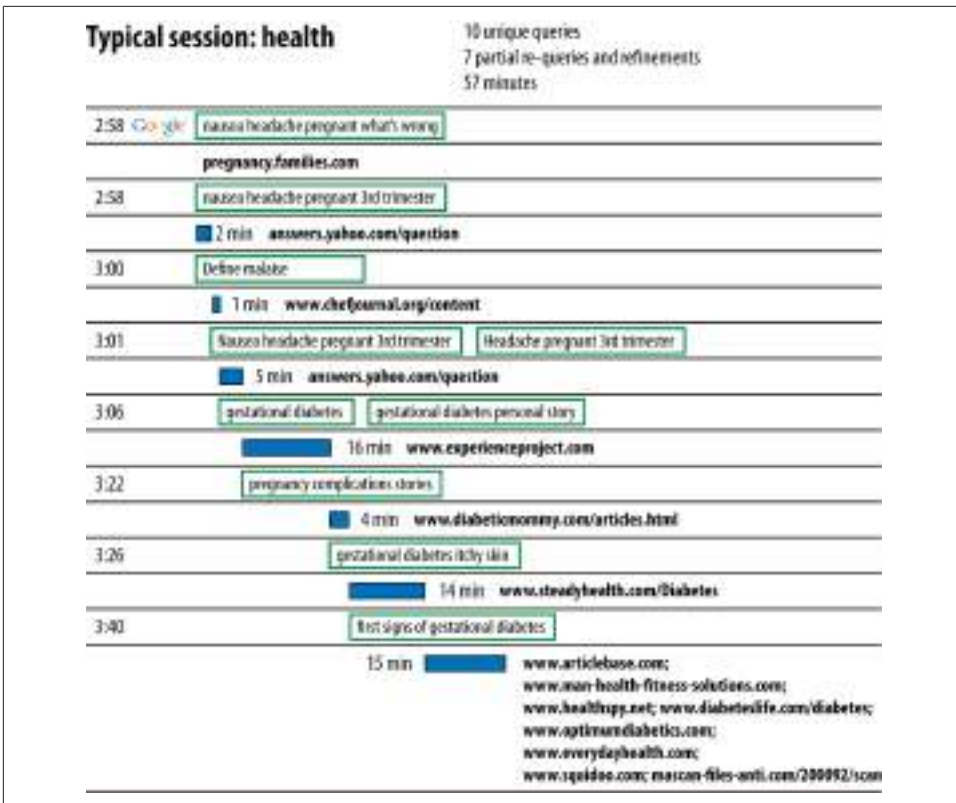 Typical session: health
10 unique queries
7 partial re-queries and refinements
57 minutes
2:58 Google nausea headache pregnant what's wrong
pregnancy.families.com
2:58 nausea headache pregnant 3rd trimester
2 min answers.yahoo.com/question
3:00 Define malaise
1 min www.chefjournal.org/content
3:01 Nausea headache pregnant 3rd trimester Headache pregnant 3rd trimester
5 min answers.yahoo.com/question
3:06 gestational diabetes gestational diabetes personal story
16 min www.experienceproject.com
3:22 pregnancy complications stories
4 min www.diabeticmommy.com/articles.html
3:26 gestational diabetes itchy skin
14 min www.steadyhealth.com/Diabetes
3:40 first signs of gestational diabetes
15 min www.articlebase.com;
www.man-health-fitness-solutions.com;
www.healthspy.net; www.diabeteslife.com/diabetes;
www.optimumdiabetics.com;
www.everydayhealth.com;
www.squidoo.com; mascan-files-anti.com/200092/scan